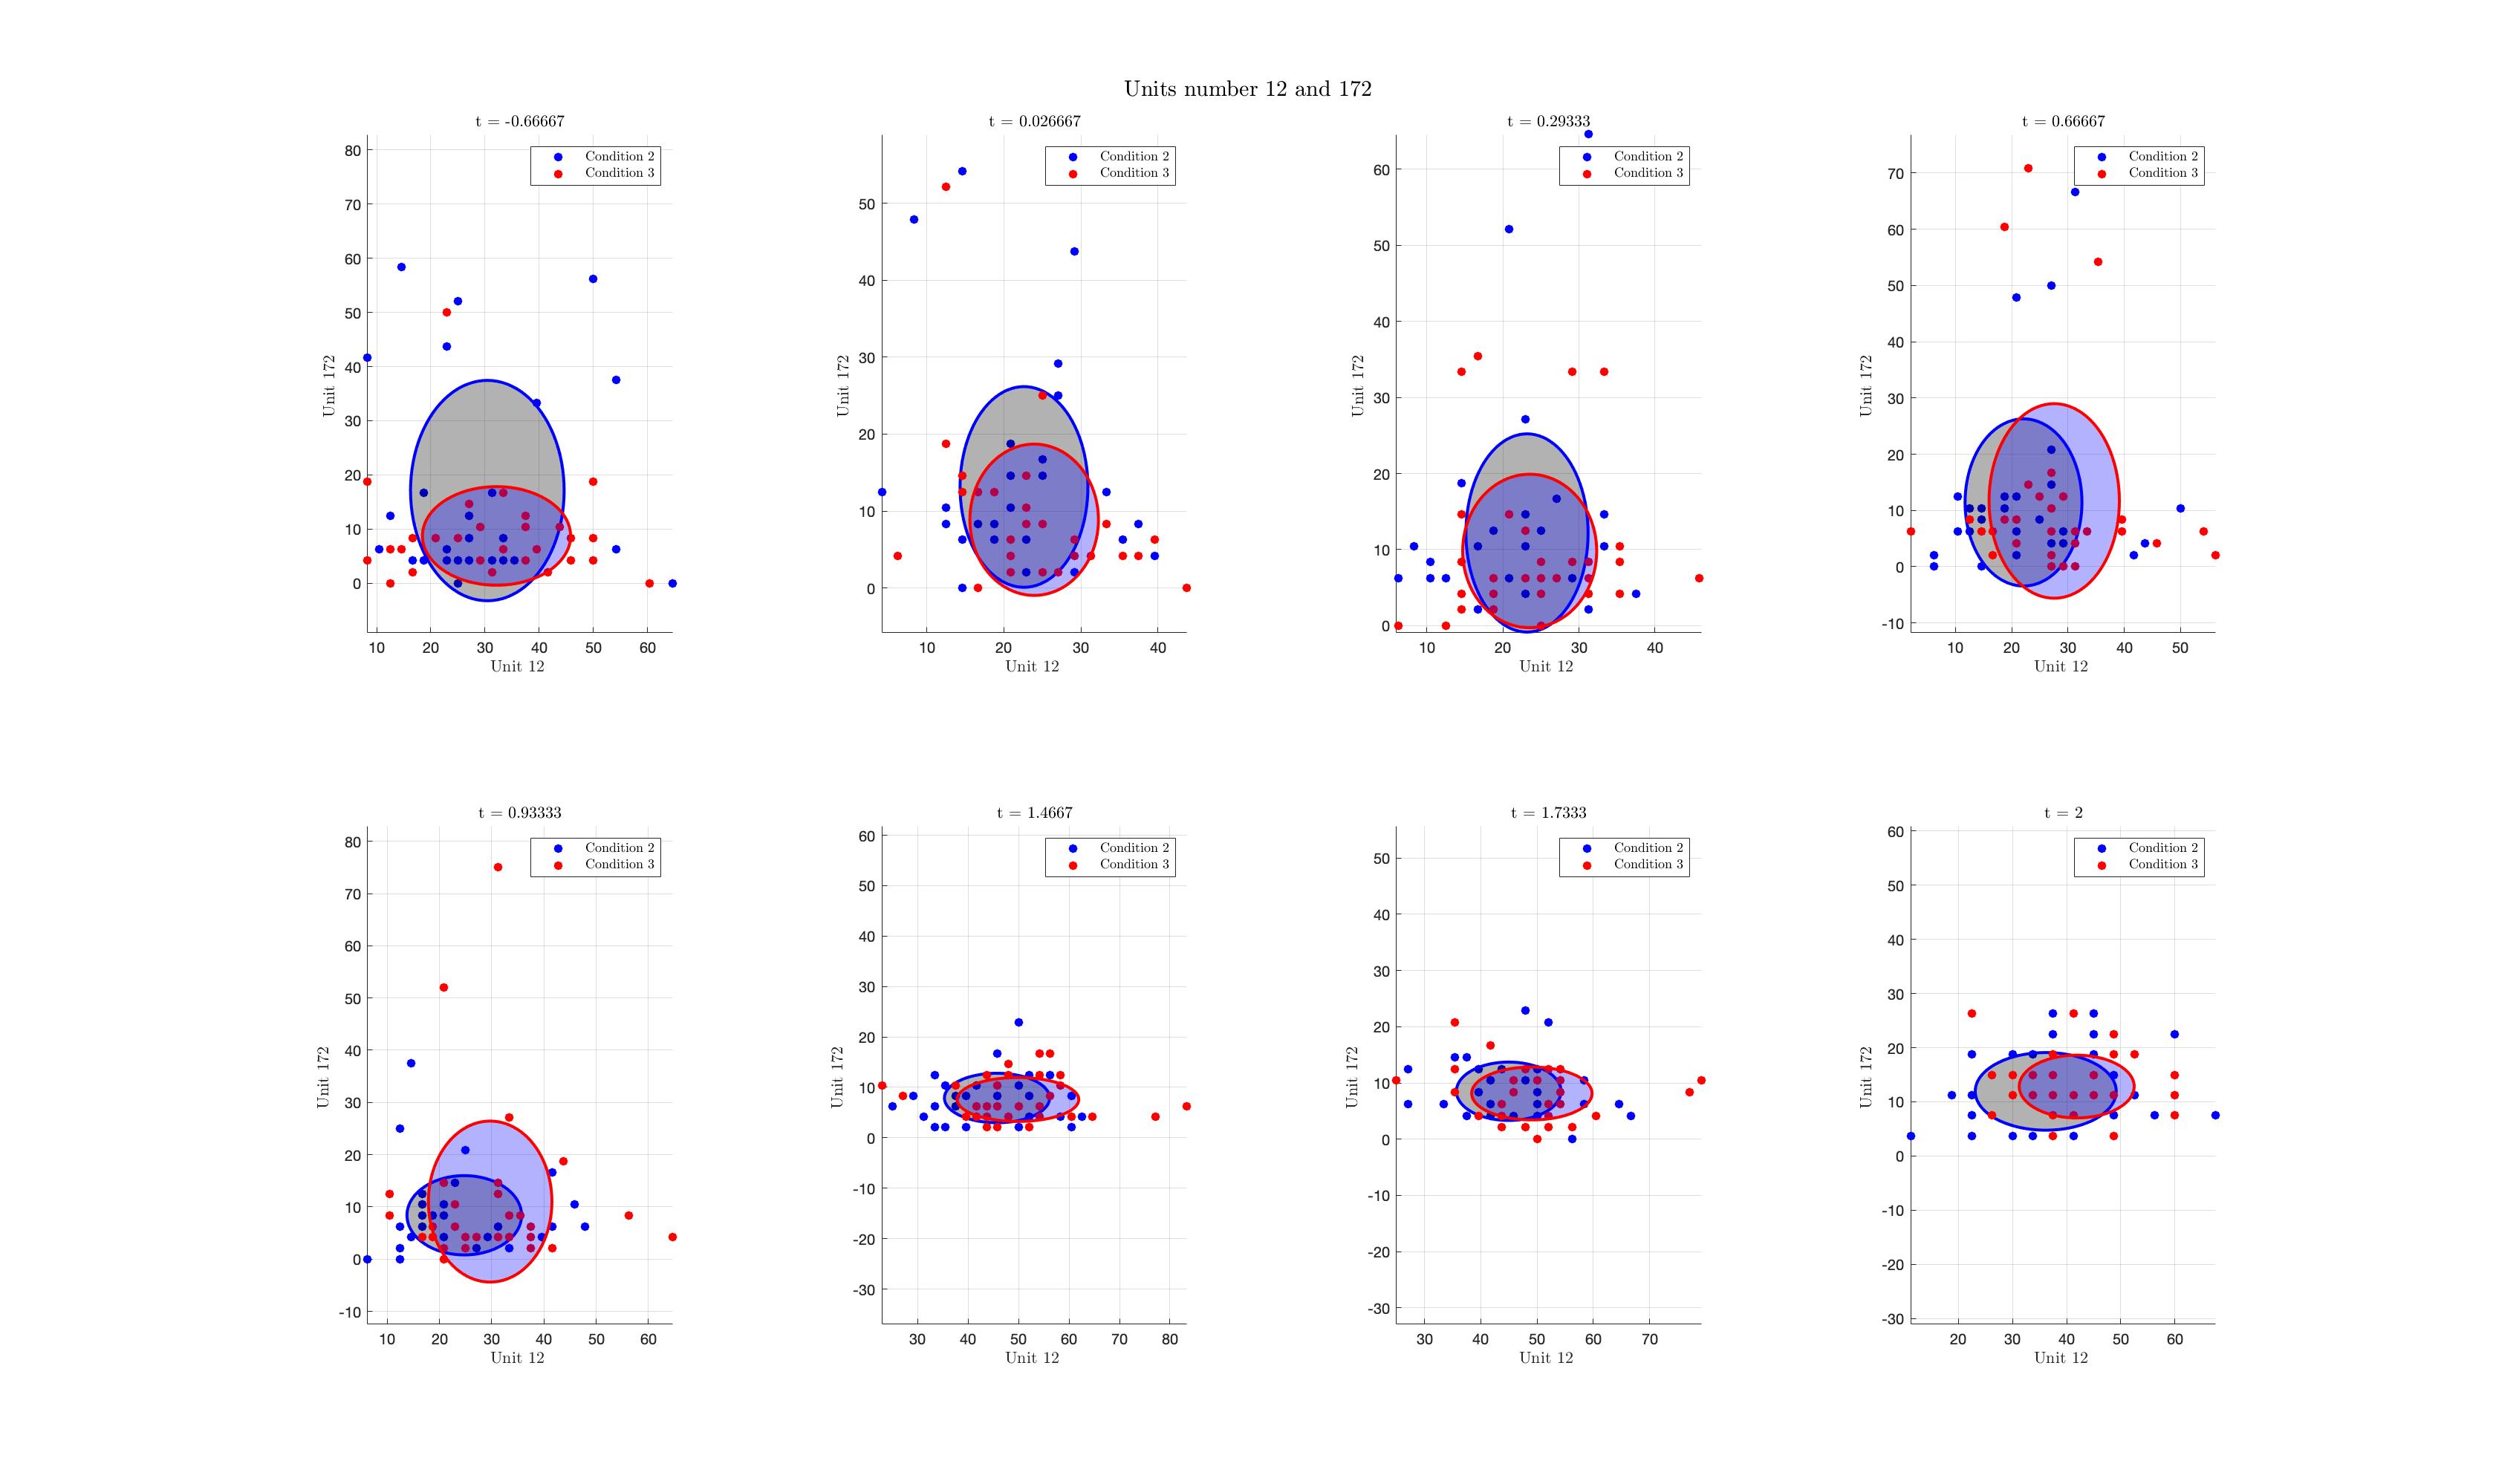 Units number 12 and 172
t = -0.66667
80
70
60
50
40
30
20
10
0
10 20 30 40 50 60
Unit 172
Unit 12
Condition 2
Condition 3
t = 0.026667
50
40
30
20
10
0
10 20 30 40
Unit 172
Unit 12
Condition 2
Condition 3
t = 0.29333
60
50
40
30
20
10
0
10 20 30 40
Unit 172
Unit 12
Condition 2
Condition 3
t = 0.66667
70
60
50
40
30
20
10
0
-10
10 20 30 40 50
Unit 172
Unit 12
Condition 2
Condition 3
t = 0.93333
80
70
60
50
40
30
20
10
0
-10
10 20 30 40 50 60
Unit 172
Unit 12
Condition 2
Condition 3
t = 1.4667
60
50
40
30
20
10
0
-10
-20
-30
30 40 50 60 70 80
Unit 172
Unit 12
Condition 2
Condition 3
t = 1.7333
50
40
30
20
10
0
-10
-20
-30
30 40 50 60 70
Unit 172
Unit 12
Condition 2
Condition 3
t = 2
60
50
40
30
20
10
0
-10
-20
-30
20 30 40 50 60
Unit 172
Unit 12
Condition 2
Condition 3